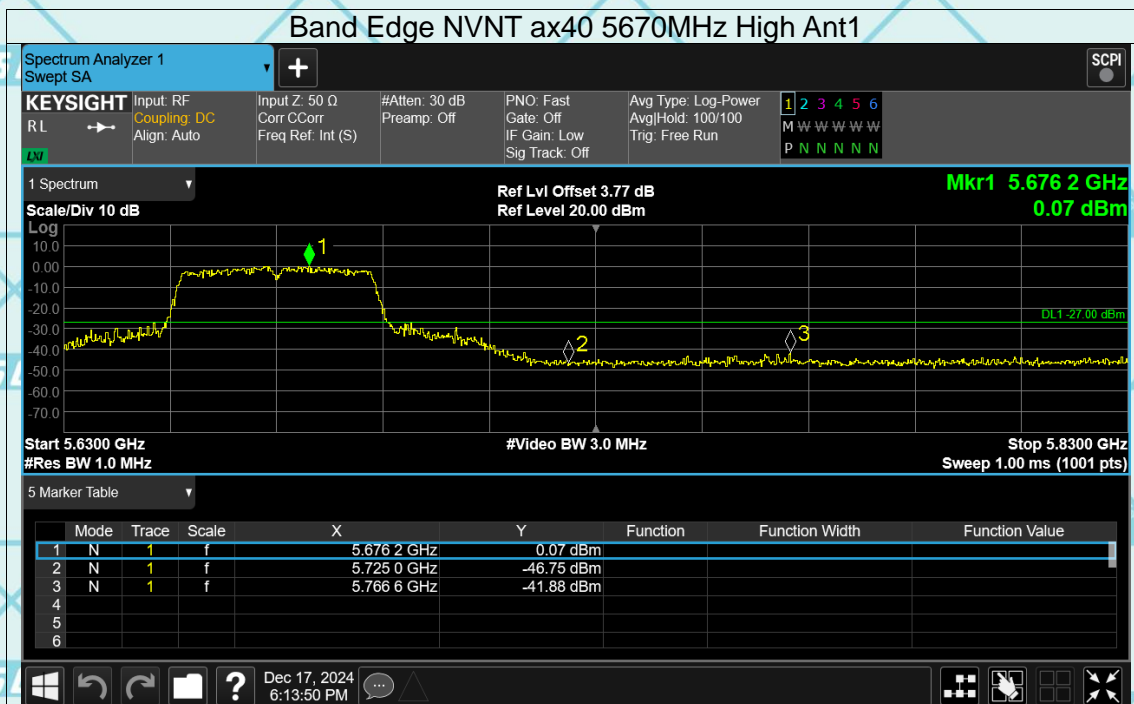 Band Edge NVNT ax40 5670MHz High Ant1
Spectrum Analyzer 1
Swept SA
+
SCPI
KEYSIGHT Input: RF Input Z: 50 Ω #Atten: 30 dB PNO: Fast Avg Type: Log-Power 1 2 3 4 5 6
RL Coupling: DC Corr CCorr Preamp: Off Gate: Off Avg|Hold: 100/100 M W W W W W
Align: Auto Freq Ref: Int (S) IF Gain: Low Trig: Free Run P N N N N N
LXI Sig Track: Off
1 Spectrum Ref Lvl Offset 3.77 dB Mkr1 5.676 2 GHz
Scale/Div 10 dB Ref Level 20.00 dBm 0.07 dBm
Log
10.0
0.00
-10.0
-20.0
-30.0
-40.0
-50.0
-60.0
-70.0
1
2
3
DL1 -27.00 dBm
Start 5.6300 GHz #Video BW 3.0 MHz Stop 5.8300 GHz
#Res BW 1.0 MHz Sweep 1.00 ms (1001 pts)
5 Marker Table
Mode Trace Scale X Y Function Function Width Function Value
1 N 1 f 5.676 2 GHz 0.07 dBm
2 N 1 f 5.725 0 GHz -46.75 dBm
3 N 1 f 5.766 6 GHz -41.88 dBm
4
5
6
? Dec 17, 2024
6:13:50 PM